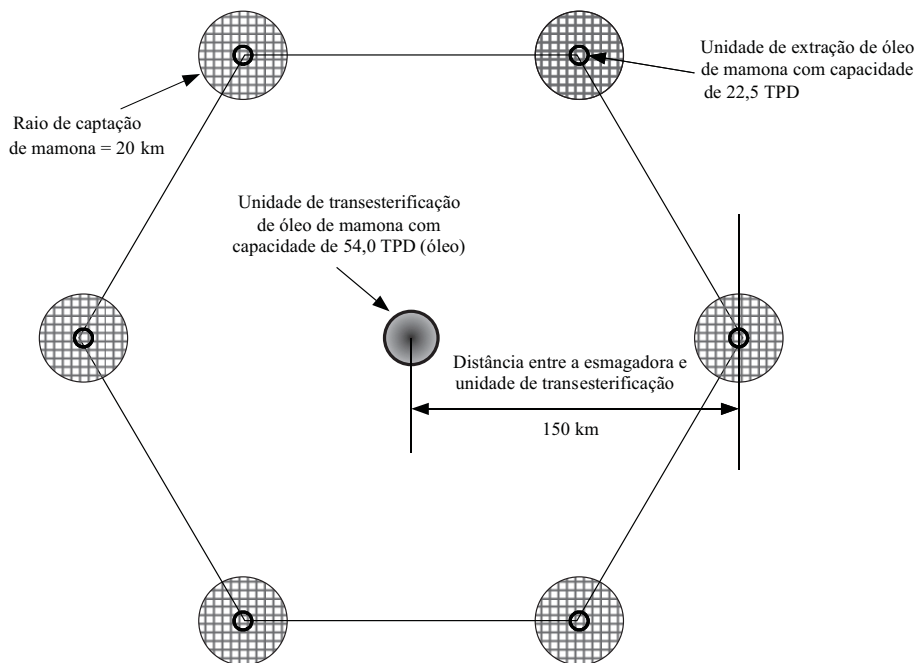 Unidade de extração de óleo
de mamona com capacidade
de 22,5 TPD
Raio de captação
de mamona = 20 km
Unidade de transesterificação
de óleo de mamona com
capacidade de 54,0 TPD (óleo)
Distância entre a esmagadora e
unidade de transesterificação
150 km